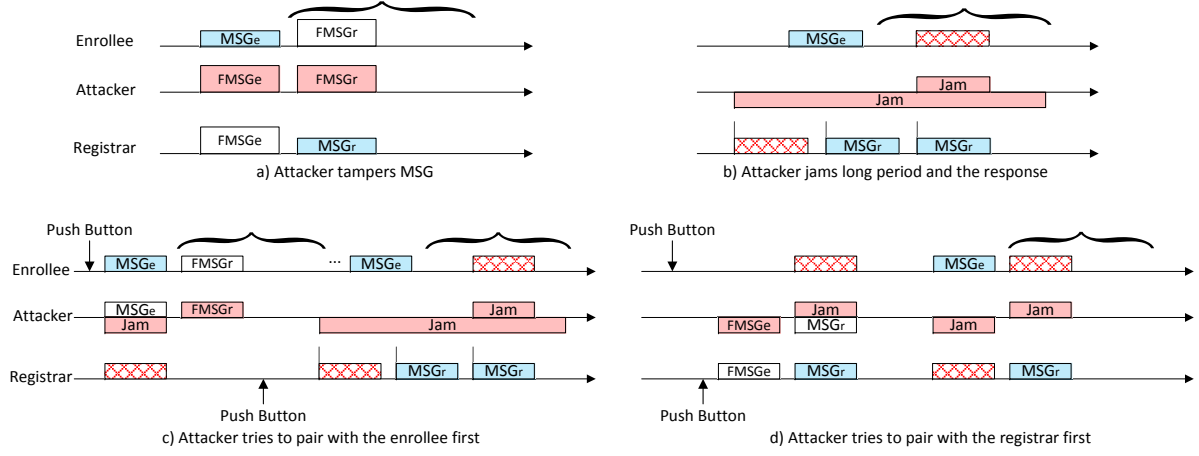 Enrollee
MSGe
FMSGr
Attacker
FMSGe
FMSGr
Registrar
FMSGe
MSGr
a) Attacker tampers MSG
MSGe
Jam
Jam
MSGr
MSGr
b) Attacker jams long period and the response
Push Button
Enrollee
MSGe
FMSGr
...
MSGe
Attacker
MSGe
Jam
FMSGr
Jam
Jam
Registrar
MSGr
MSGr
Push Button
c) Attacker tries to pair with the enrollee first
Push Button
Enrollee
MSGe
Attacker
Jam
Jam
FMSGe
MSGr
Jam
Registrar
FMSGe
MSGr
MSGr
Push Button
d) Attacker tries to pair with the registrar first